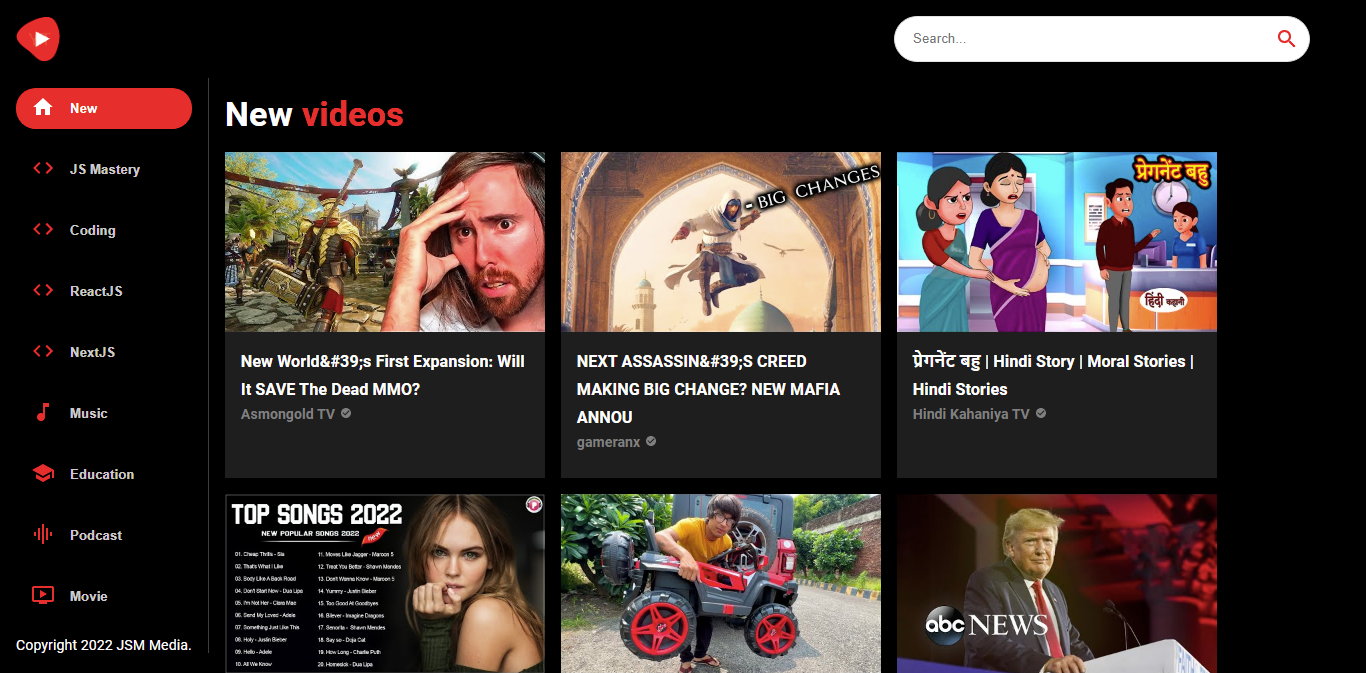 Search...
New
JS Mastery
Coding
ReactJS
NextJS
Music
Education
Podcast
Movie
Copyright 2022 JSM Media.
New videos
- BIG CHANGES
प्रेगनेंट बहु
हिंदी कहानी
New World&#39;s First Expansion: Will
It SAVE The Dead MMO?
Asmongold TV
NEXT ASSASSIN&#39;S CREED
MAKING BIG CHANGE? NEW MAFIA
ANNOU
gameranx
प्रेगनेंट बहु | Hindi Story | Moral Stories |
Hindi Stories
Hindi Kahaniya TV
TOP SONGS 2022
NEW POPULAR SONGS 2022
01. Cheap Thrills - Sia
02. That's What I Like
03. Body Like A Back Road
04. Don't Start Now - Dua Lipa
05. I'm Not Her - Clara Mae
06. Send My Loved - Adele
07. Something Just Like This
08. Holy - Justin Bieber
09. Hello - Adele
10. All We Know
11. Moves Like Jagger - Maroon 5
12. Treat You Better - Shawn Mendes
13. Don't Wanna Know - Maroon 5
14. Yummy - Justin Bieber
15. Too Good At Goodbyes
16. Bliever - Imagine Dragons
17. Senorita - Shawn Mendes
18. Say so - Doja Cat
19. How Long - Charlie Puth
20. Homesick - Dua Lipa
abc NEWS